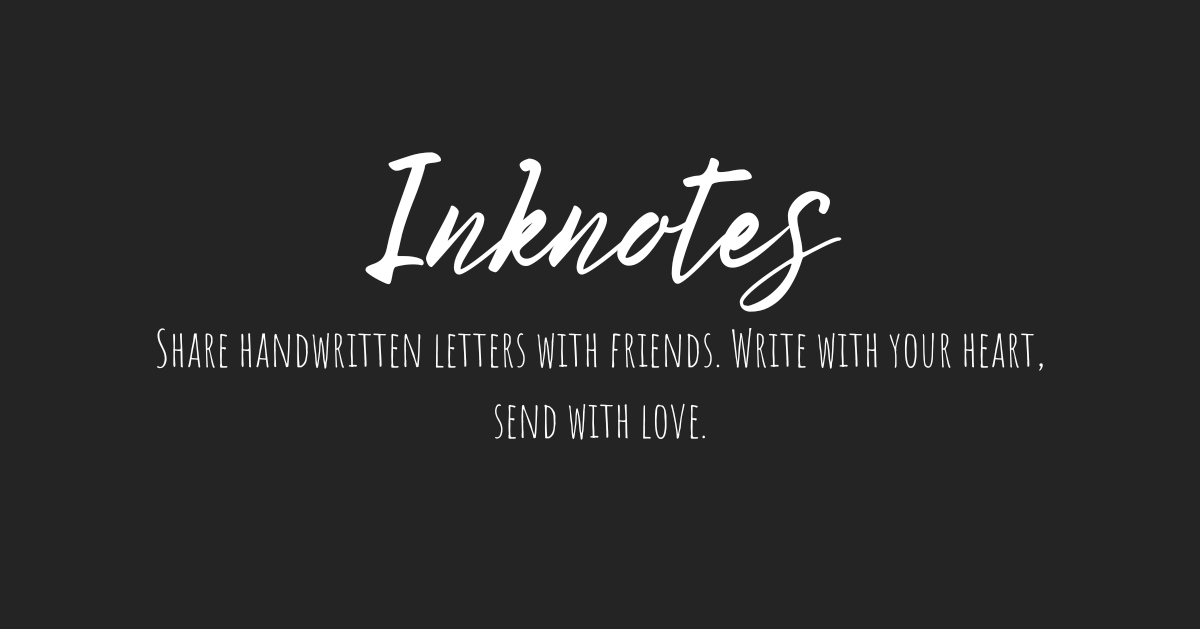 Inknotes
Share handwritten letters with friends. Write with your heart,
send with love.